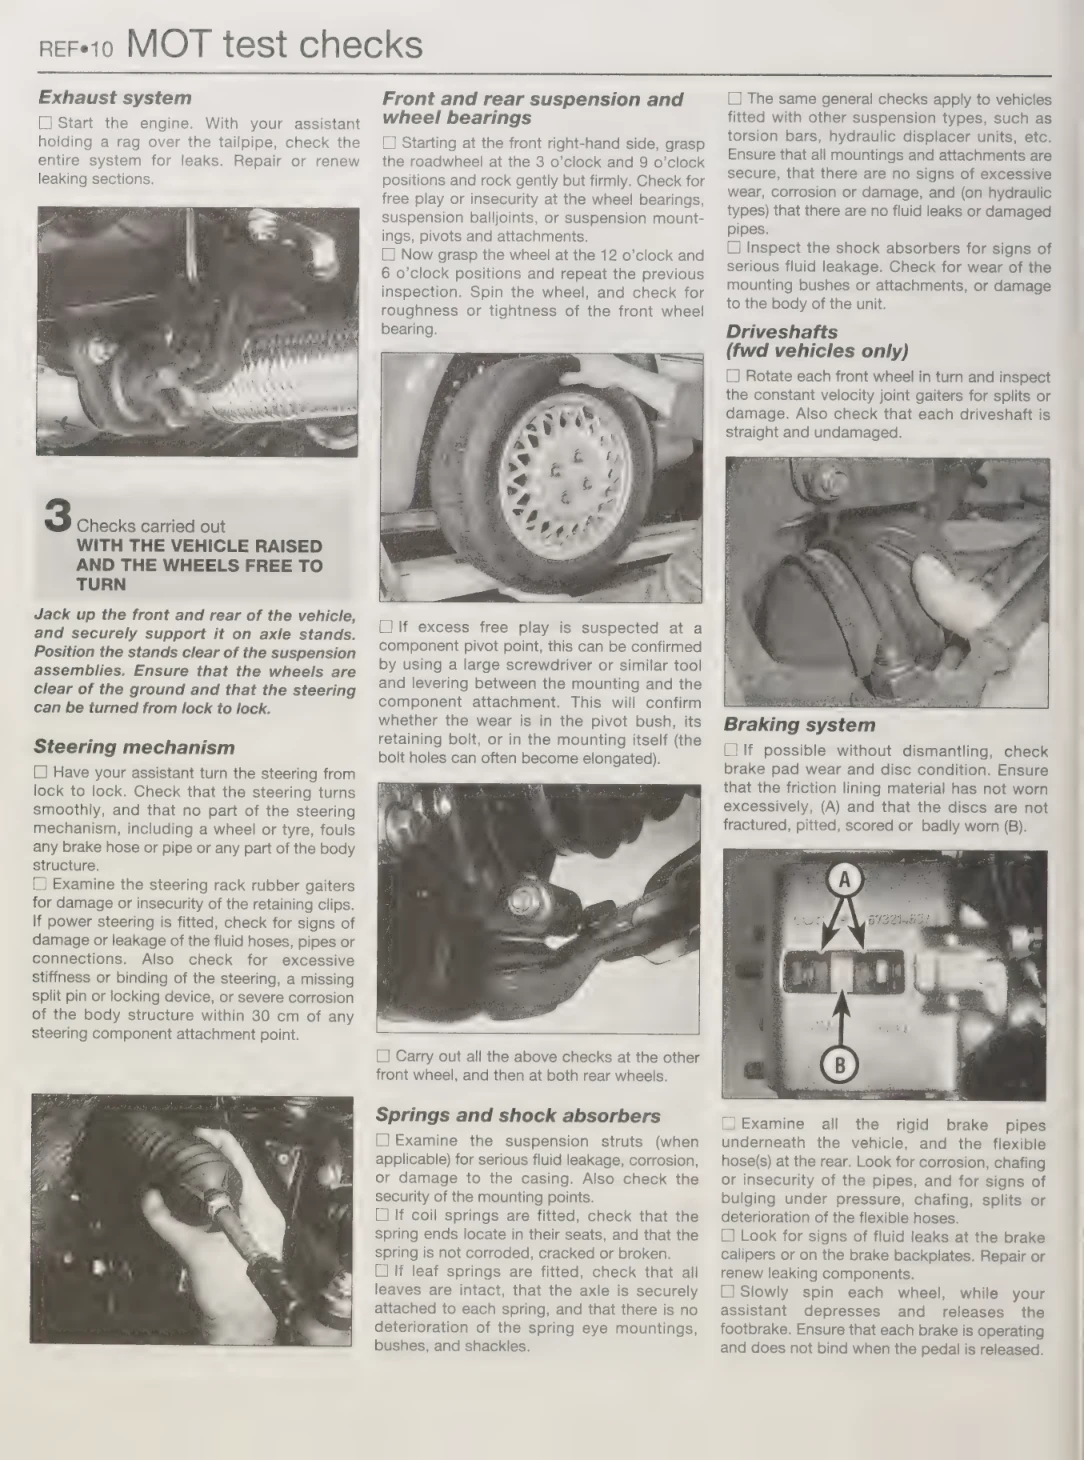 REF•10 MOT test checks
Exhaust system
☐ Start the engine. With your assistant
holding a rag over the tailpipe, check the
entire system for leaks. Repair or renew
leaking sections.
3 Checks carried out
WITH THE VEHICLE RAISED
AND THE WHEELS FREE TO
TURN
Jack up the front and rear of the vehicle,
and securely support it on axle stands.
Position the stands clear of the suspension
assemblies. Ensure that the wheels are
clear of the ground and that the steering
can be turned from lock to lock.
Steering mechanism
☐ Have your assistant turn the steering from
lock to lock. Check that the steering turns
smoothly, and that no part of the steering
mechanism, including a wheel or tyre, fouls
any brake hose or pipe or any part of the body
structure.
☐ Examine the steering rack rubber gaiters
for damage or insecurity of the retaining clips.
If power steering is fitted, check for signs of
damage or leakage of the fluid hoses, pipes or
connections. Also check for excessive
stiffness or binding of the steering, a missing
split pin or locking device, or severe corrosion
of the body structure within 30 cm of any
steering component attachment point.
Front and rear suspension and
wheel bearings
☐ Starting at the front right-hand side, grasp
the roadwheel at the 3 o'clock and 9 o'clock
positions and rock gently but firmly. Check for
free play or insecurity at the wheel bearings,
suspension balljoints, or suspension mount-
ings, pivots and attachments.
☐ Now grasp the wheel at the 12 o'clock and
6 o'clock positions and repeat the previous
inspection. Spin the wheel, and check for
roughness or tightness of the front wheel
bearing.
☐ If excess free play is suspected at a
component pivot point, this can be confirmed
by using a large screwdriver or similar tool
and levering between the mounting and the
component attachment. This will confirm
whether the wear is in the pivot bush, its
retaining bolt, or in the mounting itself (the
bolt holes can often become elongated).
☐ Carry out all the above checks at the other
front wheel, and then at both rear wheels.
Springs and shock absorbers
☐ Examine the suspension struts (when
applicable) for serious fluid leakage, corrosion,
or damage to the casing. Also check the
security of the mounting points.
☐ If coil springs are fitted, check that the
spring ends locate in their seats, and that the
spring is not corroded, cracked or broken.
☐ If leaf springs are fitted, check that all
leaves are intact, that the axle is securely
attached to each spring, and that there is no
deterioration of the spring eye mountings,
bushes, and shackles.
☐ The same general checks apply to vehicles
fitted with other suspension types, such as
torsion bars, hydraulic displacer units, etc.
Ensure that all mountings and attachments are
secure, that there are no signs of excessive
wear, corrosion or damage, and (on hydraulic
types) that there are no fluid leaks or damaged
pipes.
☐ Inspect the shock absorbers for signs of
serious fluid leakage. Check for wear of the
mounting bushes or attachments, or damage
to the body of the unit.
Driveshafts
(fwd vehicles only)
☐ Rotate each front wheel in turn and inspect
the constant velocity joint gaiters for splits or
damage. Also check that each driveshaft is
straight and undamaged.
Braking system
☐ If possible without dismantling, check
brake pad wear and disc condition. Ensure
that the friction lining material has not worn
excessively, (A) and that the discs are not
fractured, pitted, scored or badly worn (B).
A
B
☐ Examine all the rigid brake pipes
underneath the vehicle, and the flexible
hose(s) at the rear. Look for corrosion, chafing
or insecurity of the pipes, and for signs of
bulging under pressure, chafing, splits or
deterioration of the flexible hoses.
☐ Look for signs of fluid leaks at the brake
calipers or on the brake backplates. Repair or
renew leaking components.
☐ Slowly spin each wheel, while your
assistant depresses and releases the
footbrake. Ensure that each brake is operating
and does not bind when the pedal is released.